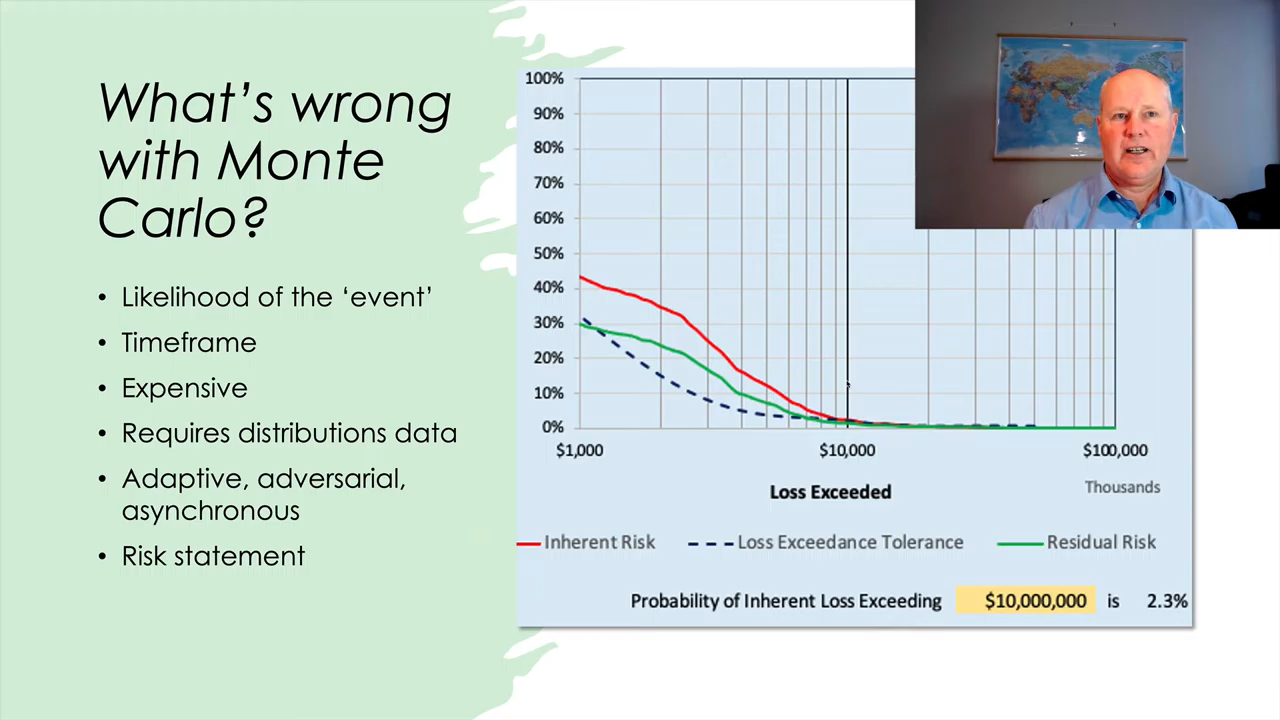 What's wrong
with Monte
Carlo?
• Likelihood of the ‘event’
• Timeframe
• Expensive
• Requires distributions data
• Adaptive, adversarial,
asynchronous
• Risk statement
100%
90%
80%
70%
60%
50%
40%
30%
20%
10%
0%
$1,000 $10,000 $100,000
Thousands
Loss Exceeded
Inherent Risk Loss Exceedance Tolerance Residual Risk
Probability of Inherent Loss Exceeding $10,000,000 is 2.3%